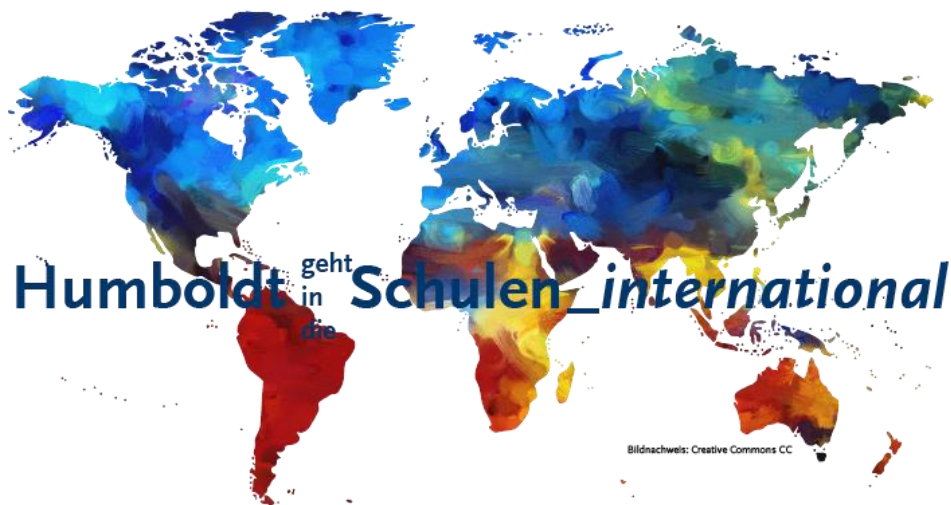 Humboldt geht in die Schulen_international
Bildnachweis: Creative Commons CC